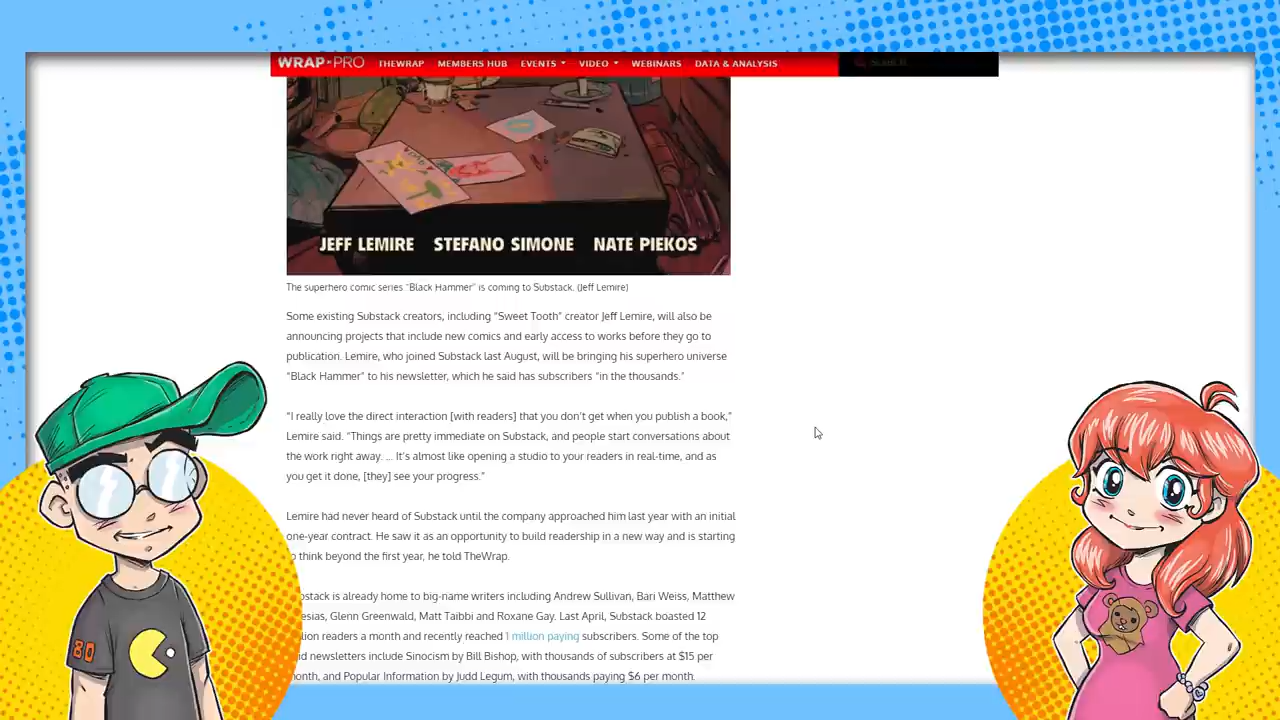 WRAP PRO THEWRAP MEMBERS HUB EVENTS VIDEO WEBINARS DATA & ANALYSIS SEARCH
JEFF LEMIRE STEFANO SIMONE NATE PIEKOS
The superhero comic series "Black Hammer" is coming to Substack. (Jeff Lemire)
Some existing Substack creators, including "Sweet Tooth" creator Jeff Lemire, will also be
announcing projects that include new comics and early access to works before they go to
publication. Lemire, who joined Substack last August, will be bringing his superhero universe
"Black Hammer" to his newsletter, which he said has subscribers "in the thousands."
"I really love the direct interaction [with readers] that you don't get when you publish a book,"
Lemire said. "Things are pretty immediate on Substack, and people start conversations about
the work right away. ... It's almost like opening a studio to your readers in real-time, and as
you get it done, [they] see your progress."
Lemire had never heard of Substack until the company approached him last year with an initial
one-year contract. He saw it as an opportunity to build readership in a new way and is starting
to think beyond the first year, he told TheWrap.
bstack is already home to big-name writers including Andrew Sullivan, Bari Weiss, Matthew
esias, Glenn Greenwald, Matt Taibbi and Roxane Gay. Last April, Substack boasted 12
lion readers a month and recently reached 1 million paying subscribers. Some of the top
id newsletters include Sinocism by Bill Bishop, with thousands of subscribers at $15 per
onth, and Popular Information by Judd Legum, with thousands paying $6 per month.
80